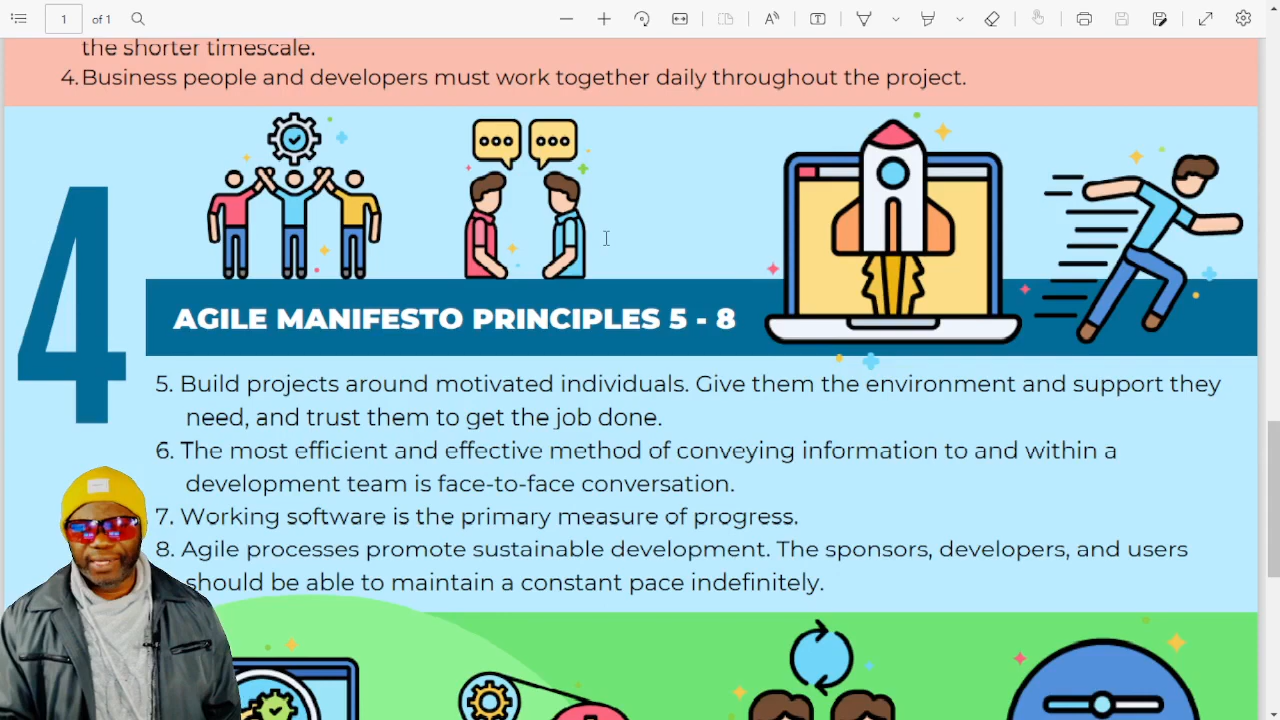 1 of 1
the shorter timescale.
4. Business people and developers must work together daily throughout the project.
4
AGILE MANIFESTO PRINCIPLES 5 - 8
5. Build projects around motivated individuals. Give them the environment and support they
need, and trust them to get the job done.
6. The most efficient and effective method of conveying information to and within a
development team is face-to-face conversation.
7. Working software is the primary measure of progress.
8. Agile processes promote sustainable development. The sponsors, developers, and users
should be able to maintain a constant pace indefinitely.